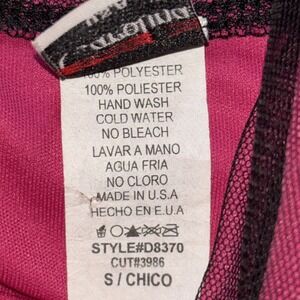 100% POLYESTER
100% POLIESTER
HAND WASH
COLD WATER
NO BLEACH
LAVAR A MANO
AGUA FRIA
NO CLORO
MADE IN U.S.A
HECHO EN E.U.A
STYLE#D8370
CUT#3986
S / CHICO